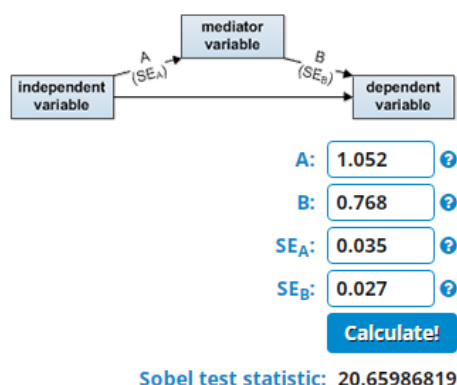 mediator
variable
A
(SEA)
B
(SEB)
independent
variable
dependent
variable
A: 1.052 ?
B: 0.768 ?
SEA: 0.035 ?
SEB: 0.027 ?
Calculate!
Sobel test statistic: 20.65986819